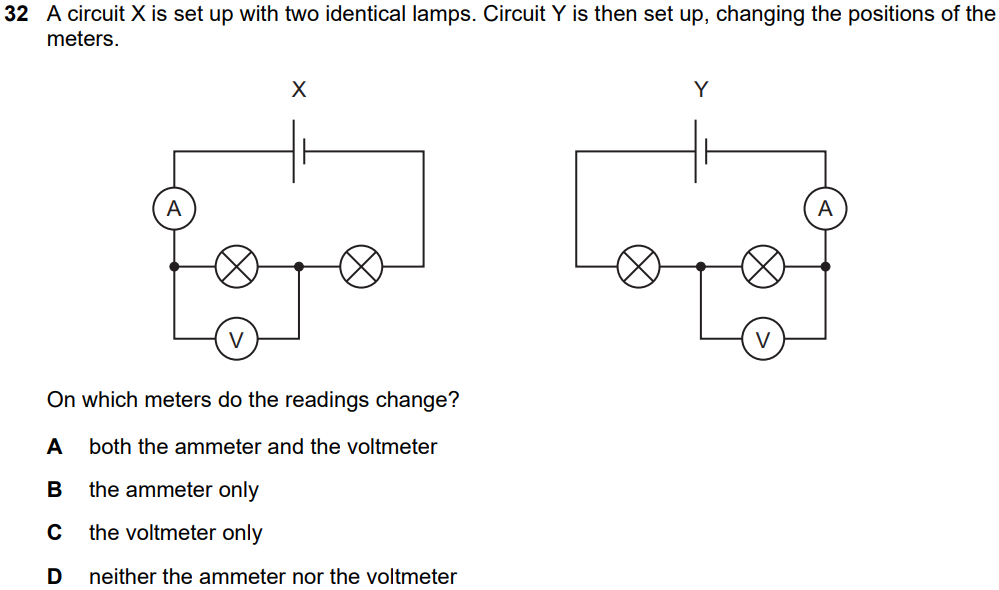 32 A circuit X is set up with two identical lamps. Circuit Y is then set up, changing the positions of the
meters.
X
Y
A
A
V
V
On which meters do the readings change?
A both the ammeter and the voltmeter
B the ammeter only
C the voltmeter only
D neither the ammeter nor the voltmeter